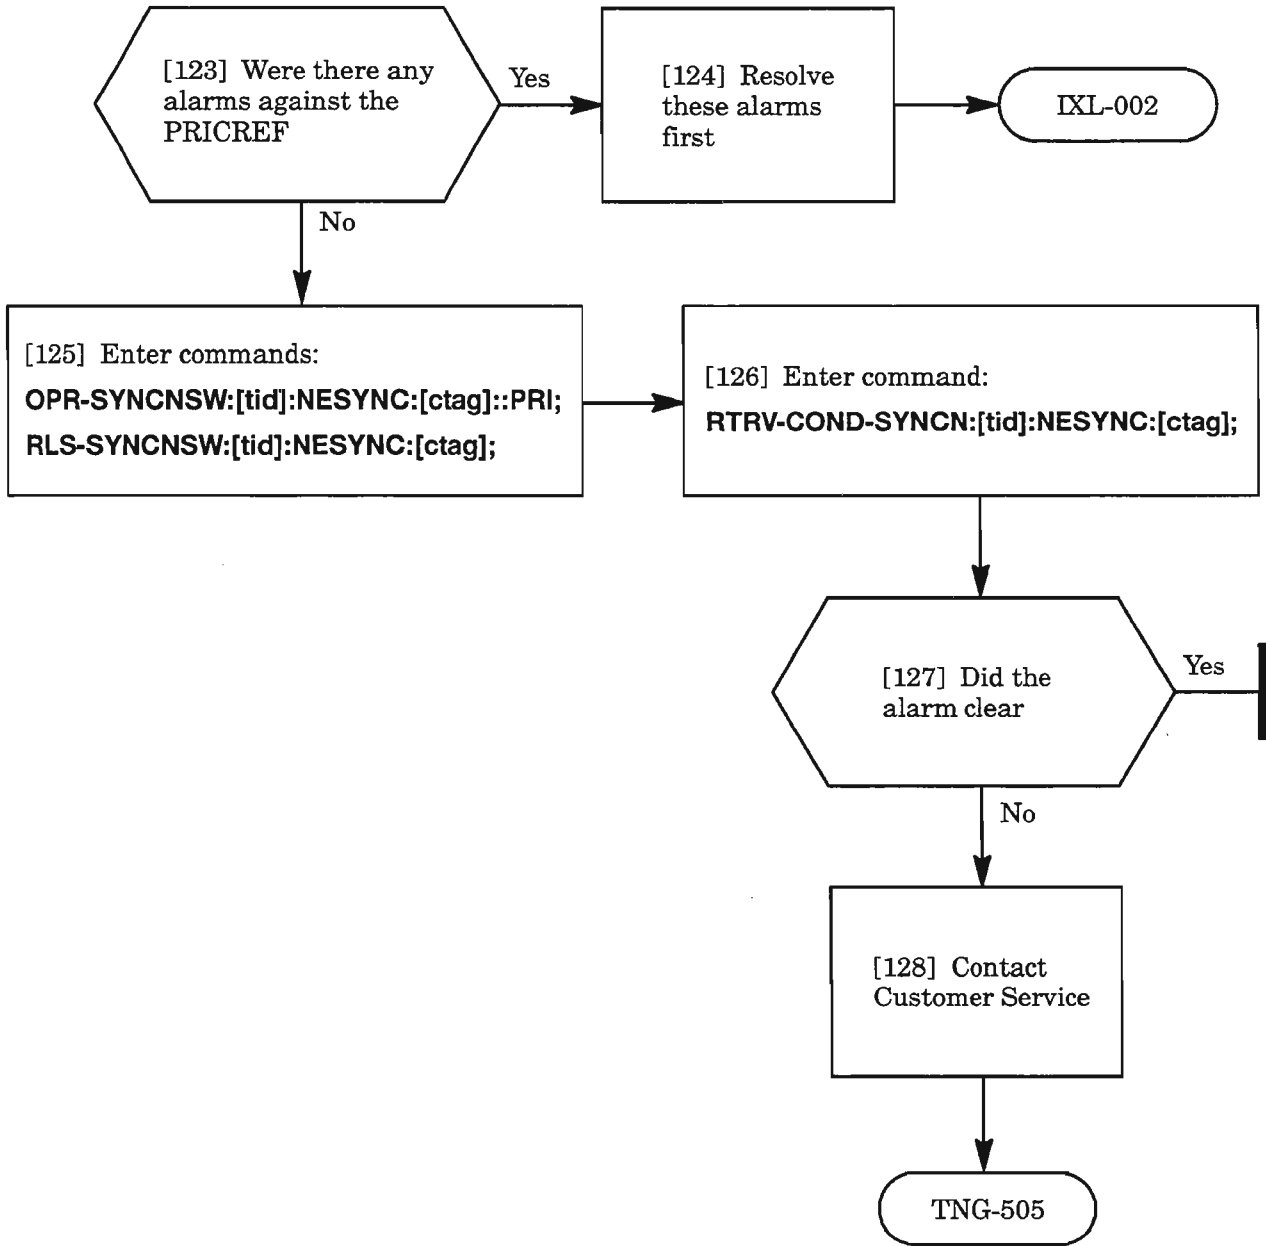 [123] Were there any
alarms against the
PRICREF
Yes
[124] Resolve
these alarms
first
IXL-002
No
[125] Enter commands:
OPR-SYNCNSW:[tid]:NESYNC:[ctag]::PRI;
RLS-SYNCNSW:[tid]:NESYNC:[ctag];
[126] Enter command:
RTRV-COND-SYNCN:[tid]:NESYNC:[ctag];
[127] Did the
alarm clear
Yes
No
[128] Contact
Customer Service
TNG-505